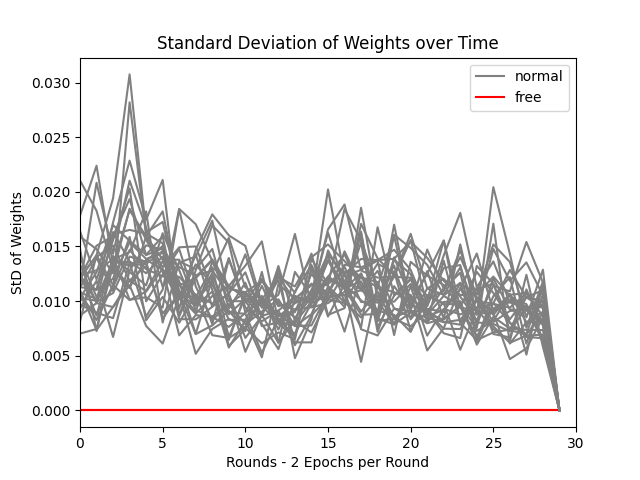 Standard Deviation of Weights over Time
normal
free
StD of Weights
0.030
0.025
0.020
0.015
0.010
0.005
0.000
0 5 10 15 20 25 30
Rounds - 2 Epochs per Round